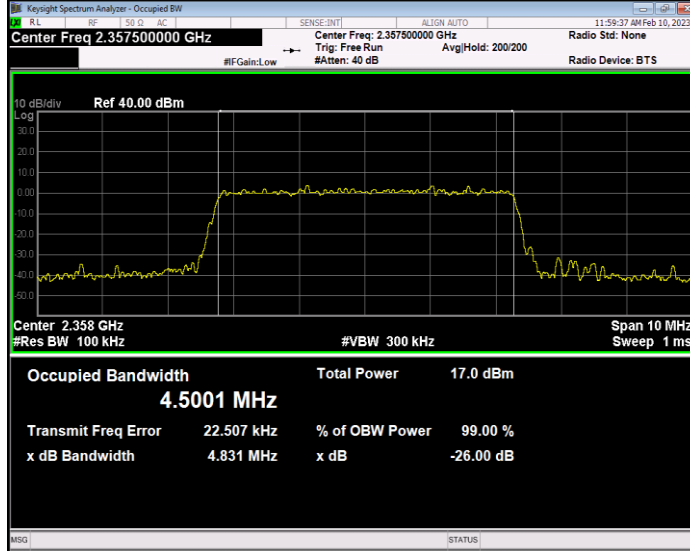 Keysight Spectrum Analyzer - Occupied BW
RL RF 50 Ω AC SENSE:INT ALIGN AUTO 11:59:37 AM Feb 10, 2023
Center Freq 2.357500000 GHz
Center Freq: 2.357500000 GHz
Radio Std: None
Trig: Free Run Avg|Hold: 200/200
#IFGain:Low #Atten: 40 dB Radio Device: BTS
10 dB/div Ref 40.00 dBm
Log
30.0
20.0
10.0
0.00
-10.0
-20.0
-30.0
-40.0
-50.0
Center 2.358 GHz Span 10 MHz
#Res BW 100 kHz #VBW 300 kHz Sweep 1 ms
Occupied Bandwidth Total Power 17.0 dBm
4.5001 MHz
Transmit Freq Error 22.507 kHz % of OBW Power 99.00 %
x dB Bandwidth 4.831 MHz x dB -26.00 dB
MSG STATUS